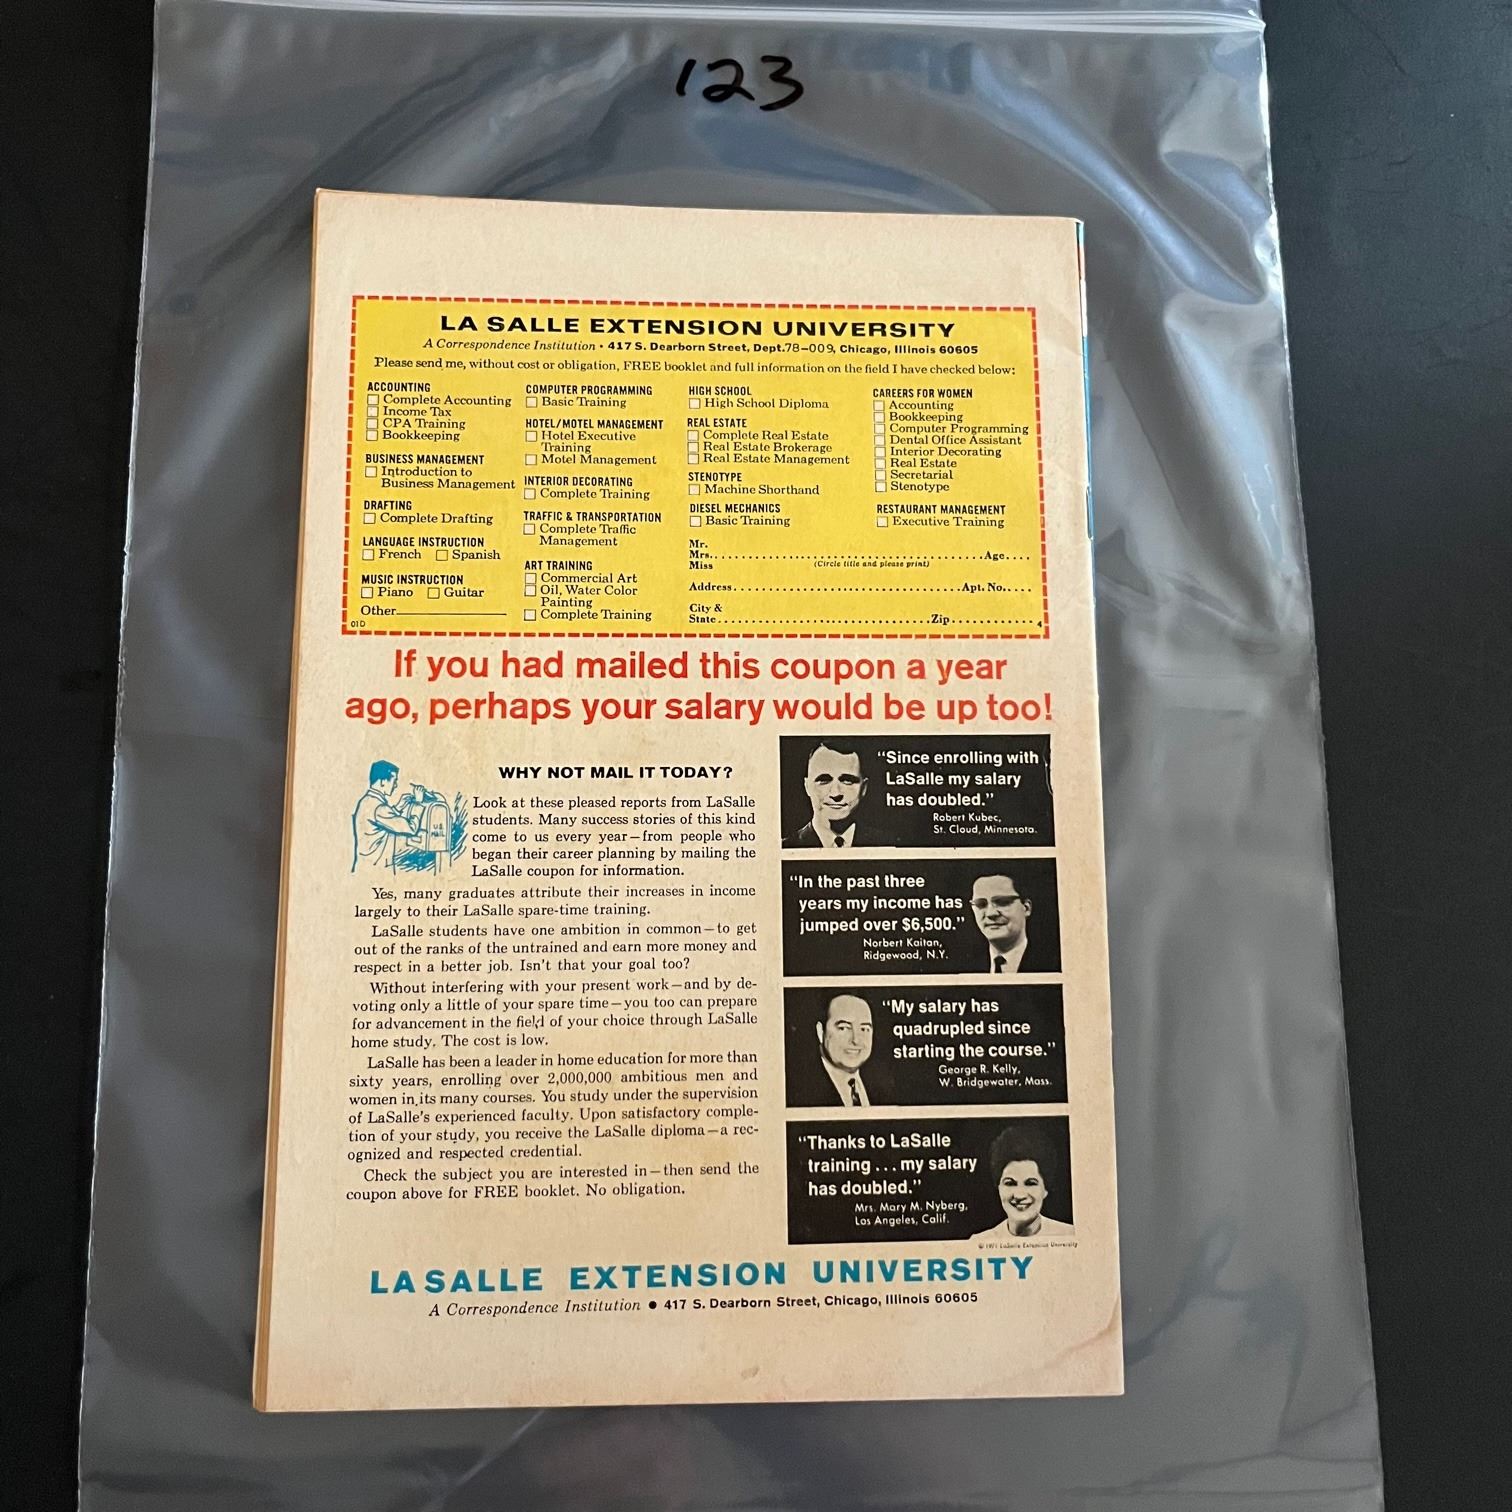 123
LA SALLE EXTENSION UNIVERSITY
A Correspondence Institution • 417 S. Dearborn Street, Dept.78-009, Chicago, Illinois 60605
Please send me, without cost or obligation, FREE booklet and full information on the field I have checked below:
ACCOUNTING
Complete Accounting
Income Tax
CPA Training
Bookkeeping
BUSINESS MANAGEMENT
Introduction to
Business Management
DRAFTING
Complete Drafting
LANGUAGE INSTRUCTION
French Spanish
MUSIC INSTRUCTION
Piano Guitar
Other
01D
COMPUTER PROGRAMMING
Basic Training
HOTEL/MOTEL MANAGEMENT
Hotel Executive
Training
Motel Management
INTERIOR DECORATING
Complete Training
TRAFFIC & TRANSPORTATION
Complete Traffic
Management
ART TRAINING
Commercial Art
Oil, Water Color
Painting
Complete Training
HIGH SCHOOL
High School Diploma
REAL ESTATE
Complete Real Estate
Real Estate Brokerage
Real Estate Management
STENOTYPE
Machine Shorthand
DIESEL MECHANICS
Basic Training
CAREERS FOR WOMEN
Accounting
Bookkeeping
Computer Programming
Dental Office Assistant
Interior Decorating
Real Estate
Secretarial
Stenotype
RESTAURANT MANAGEMENT
Executive Training
Mr.
Mrs. Age
Miss (Circle title and please print)
Address Apt. No.
City &
State Zip 4
If you had mailed this coupon a year
ago, perhaps your salary would be up too!
WHY NOT MAIL IT TODAY?
U.S.
MAIL
Look at these pleased reports from LaSalle
students. Many success stories of this kind
come to us every year—from people who
began their career planning by mailing the
LaSalle coupon for information.
Yes, many graduates attribute their increases in income
largely to their LaSalle spare-time training.
LaSalle students have one ambition in common—to get
out of the ranks of the untrained and earn more money and
respect in a better job. Isn't that your goal too?
Without interfering with your present work—and by de-
voting only a little of your spare time—you too can prepare
for advancement in the field of your choice through LaSalle
home study. The cost is low.
LaSalle has been a leader in home education for more than
sixty years, enrolling over 2,000,000 ambitious men and
women in its many courses. You study under the supervision
of LaSalle's experienced faculty. Upon satisfactory comple-
tion of your study, you receive the LaSalle diploma—a rec-
ognized and respected credential.
Check the subject you are interested in—then send the
coupon above for FREE booklet. No obligation.
"Since enrolling with
LaSalle my salary
has doubled."
Robert Kubec,
St. Cloud, Minnesota.
"In the past three
years my income has
jumped over $6,500."
Norbert Kaitan,
Ridgewood, N.Y.
"My salary has
quadrupled since
starting the course."
George R. Kelly,
W. Bridgewater, Mass.
"Thanks to LaSalle
training...my salary
has doubled."
Mrs. Mary M. Nyberg,
Los Angeles, Calif.
© 1971 LaSalle Extension University
LASALLE EXTENSION UNIVERSITY
A Correspondence Institution • 417 S. Dearborn Street, Chicago, Illinois 60605